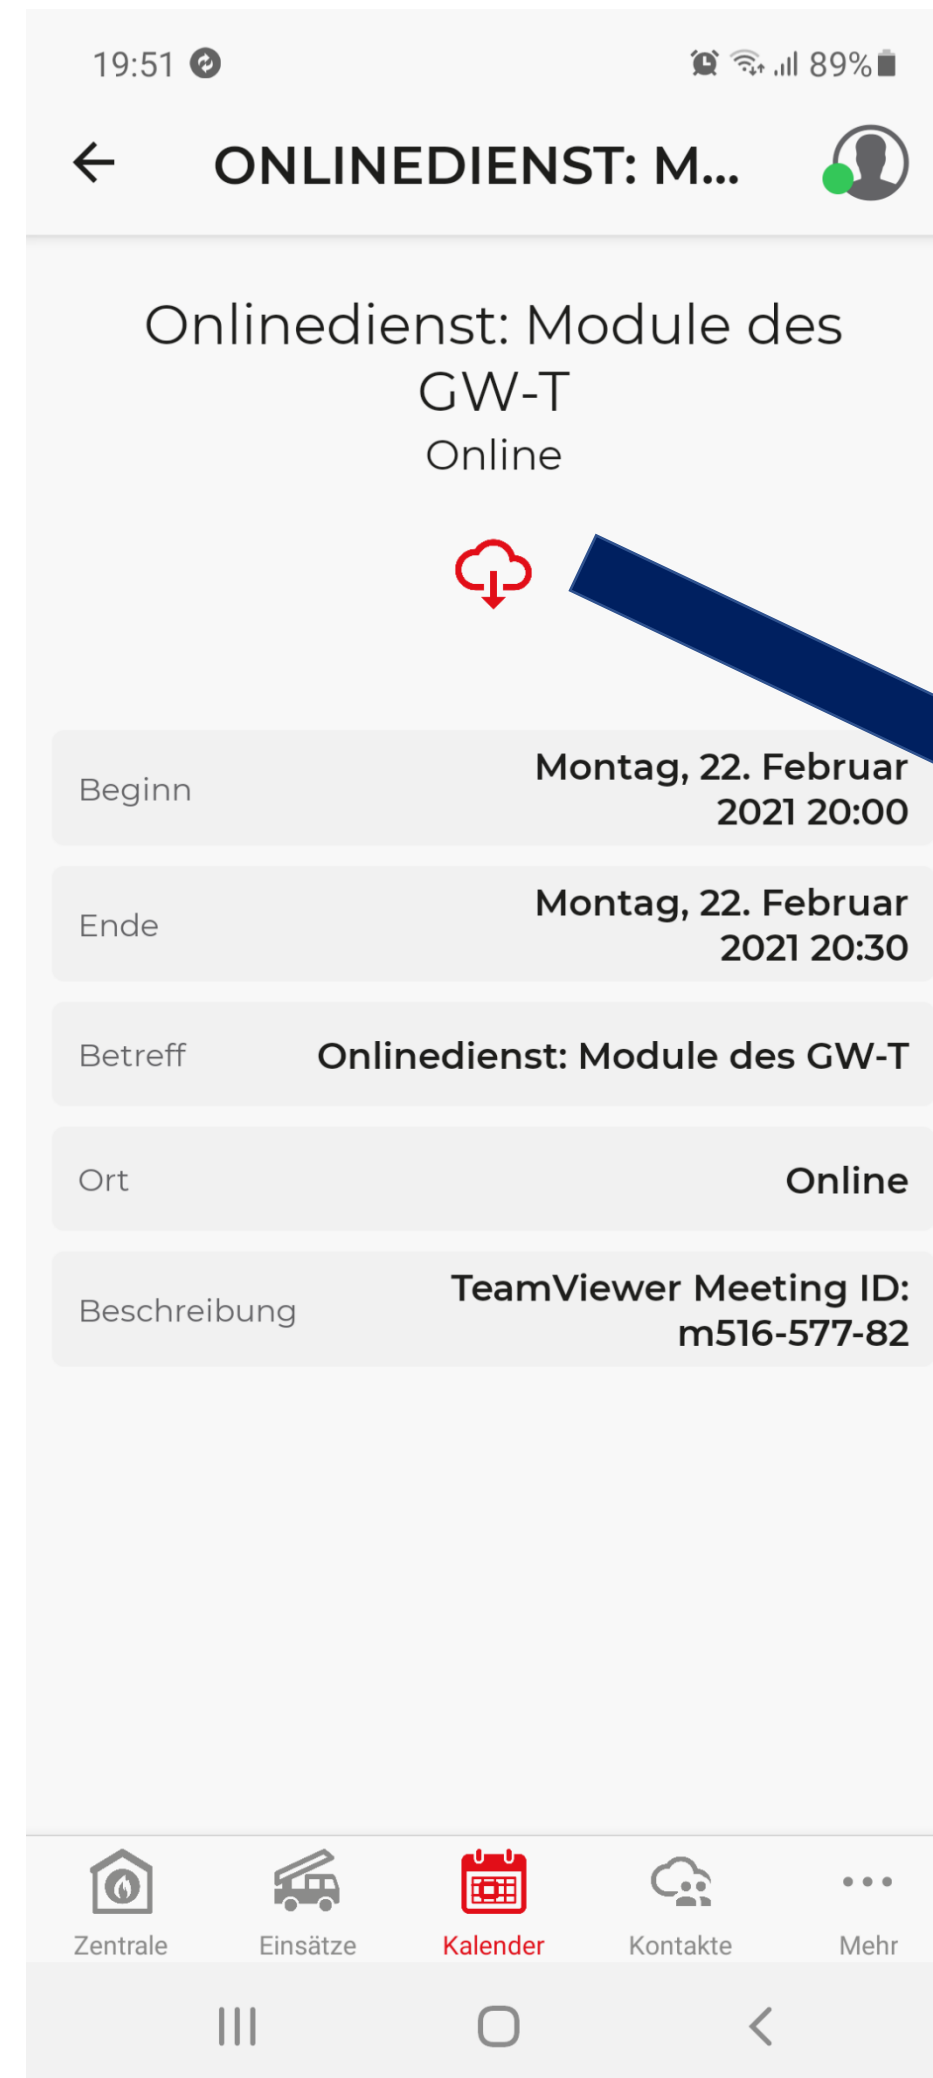 19:51 89%
ONLINEDIENST: M...
Onlinedienst: Module des
GW-T
Online
Beginn
Montag, 22. Februar
2021 20:00
Ende
Montag, 22. Februar
2021 20:30
Betreff Onlinedienst: Module des GW-T
Ort Online
Beschreibung
TeamViewer Meeting ID:
m516-577-82
Zentrale Einsätze Kalender Kontakte Mehr